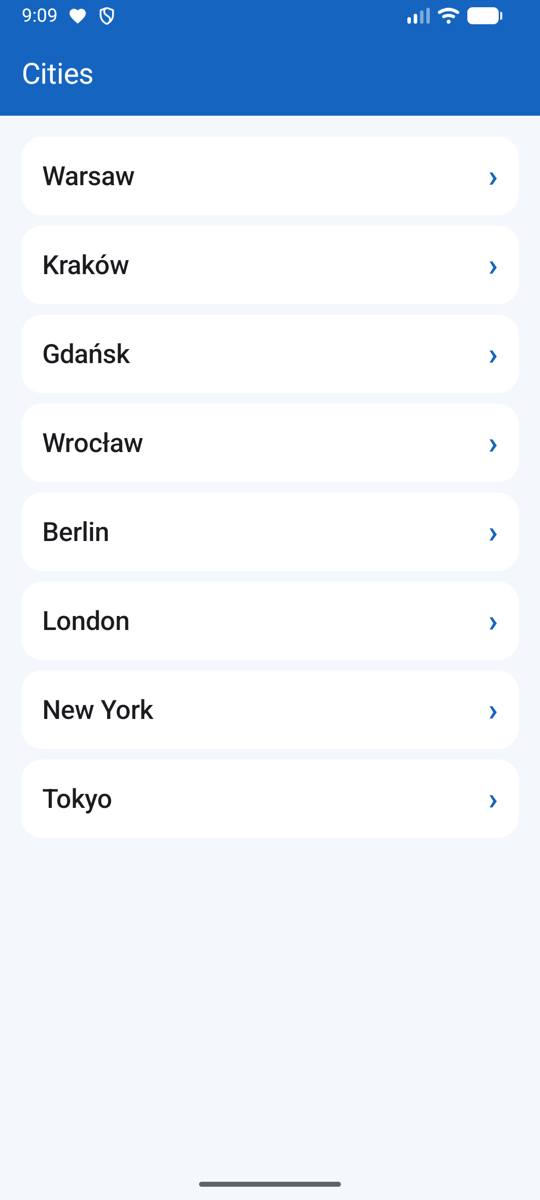 9:09
Cities
Warsaw ›
Kraków ›
Gdańsk ›
Wrocław ›
Berlin ›
London ›
New York ›
Tokyo ›